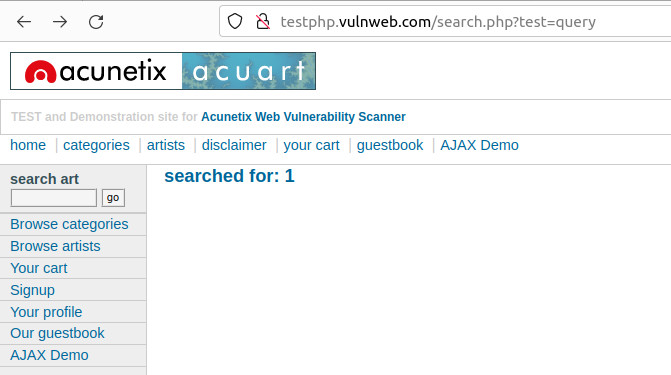 testphp.vulnweb.com/search.php?test=query
acunetix acuart
TEST and Demonstration site for Acunetix Web Vulnerability Scanner
home | categories | artists | disclaimer | your cart | guestbook | AJAX Demo
search art
go
searched for: 1
Browse categories
Browse artists
Your cart
Signup
Your profile
Our guestbook
AJAX Demo